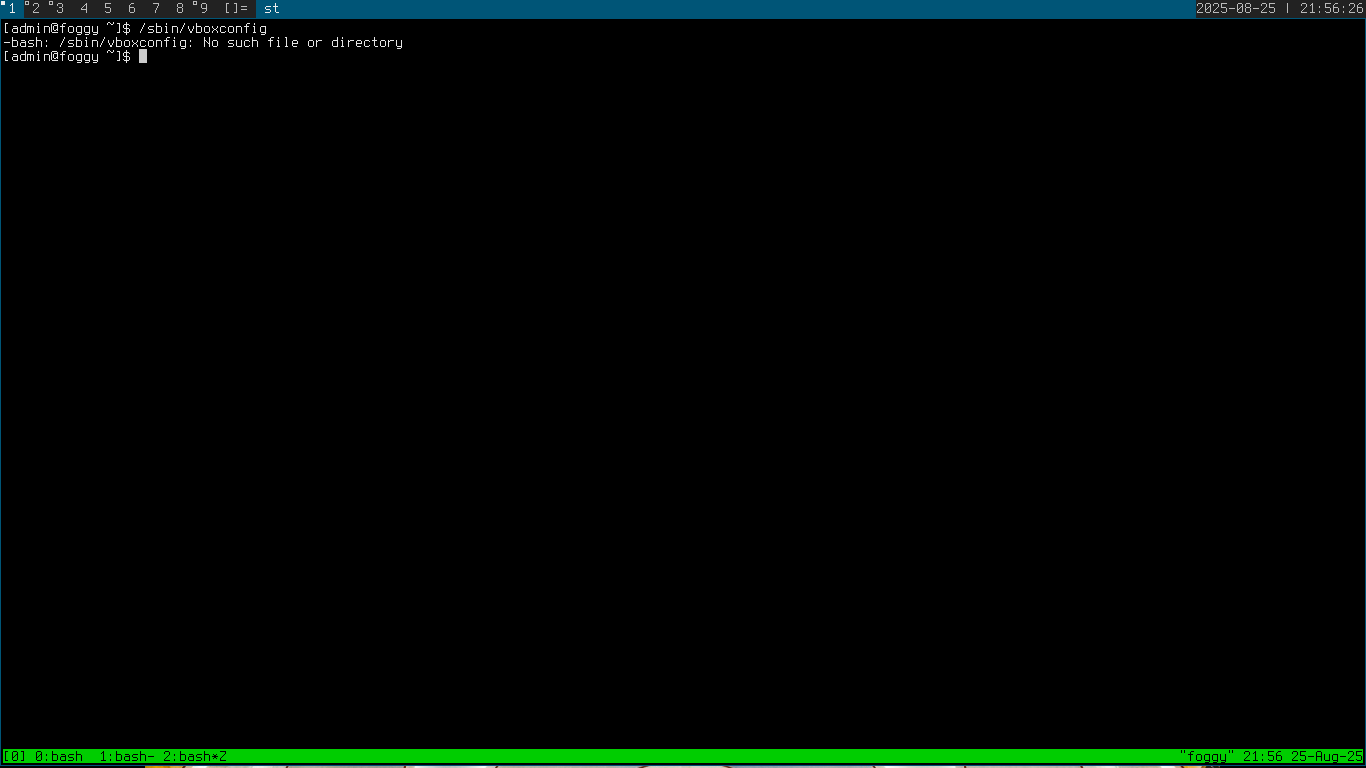 1 2 3 4 5 6 7 8 9 []= st 2025-08-25 | 21:56:26
[admin@foggy ~]$ /sbin/vboxconfig
-bash: /sbin/vboxconfig: No such file or directory
[admin@foggy ~]$
[0] 0:bash  1:bash- 2:bash*Z "foggy" 21:56 25-Aug-25